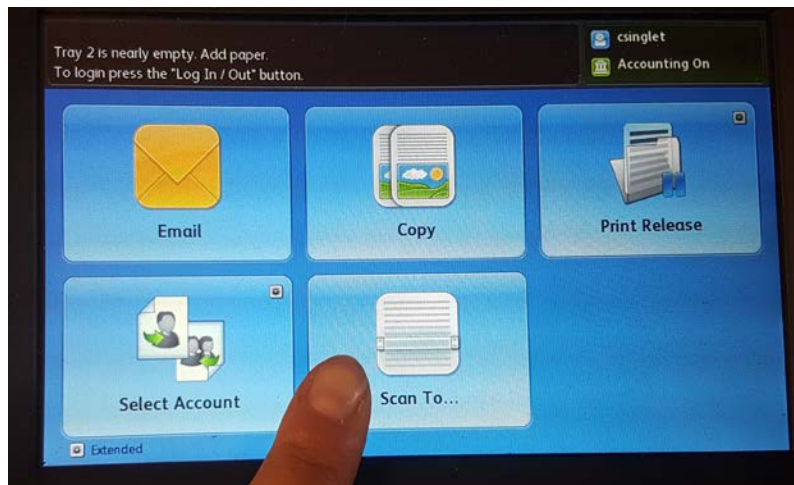 Tray 2 is nearly empty. Add paper.
To login press the "Log In / Out" button.
csinglet
Accounting On
Email
Copy
Print Release
Select Account
Scan To...
Extended